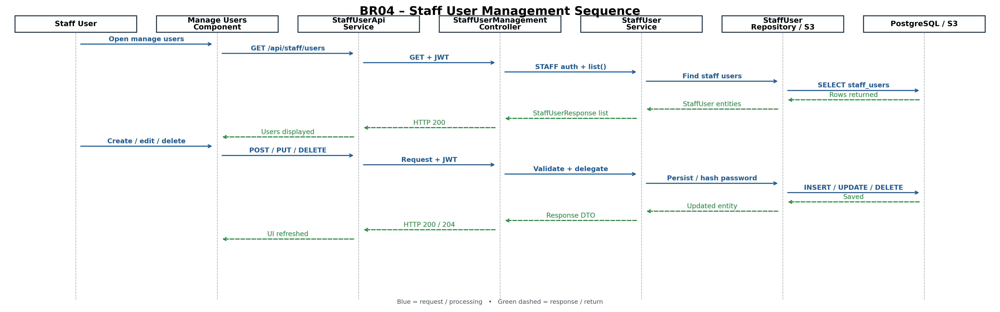 BR04 – Staff User Management Sequence
Staff User
Manage Users
Component
StaffUserApi
Service
StaffUserManagement
Controller
StaffUser
Service
StaffUser
Repository / S3
PostgreSQL / S3
Open manage users
GET /api/staff/users
GET + JWT
STAFF auth + list()
Find staff users
SELECT staff_users
Rows returned
StaffUser entities
StaffUserResponse list
HTTP 200
Users displayed
Create / edit / delete
POST / PUT / DELETE
Request + JWT
Validate + delegate
Persist / hash password
INSERT / UPDATE / DELETE
Saved
Updated entity
Response DTO
HTTP 200 / 204
UI refreshed
Blue = request / processing • Green dashed = response / return